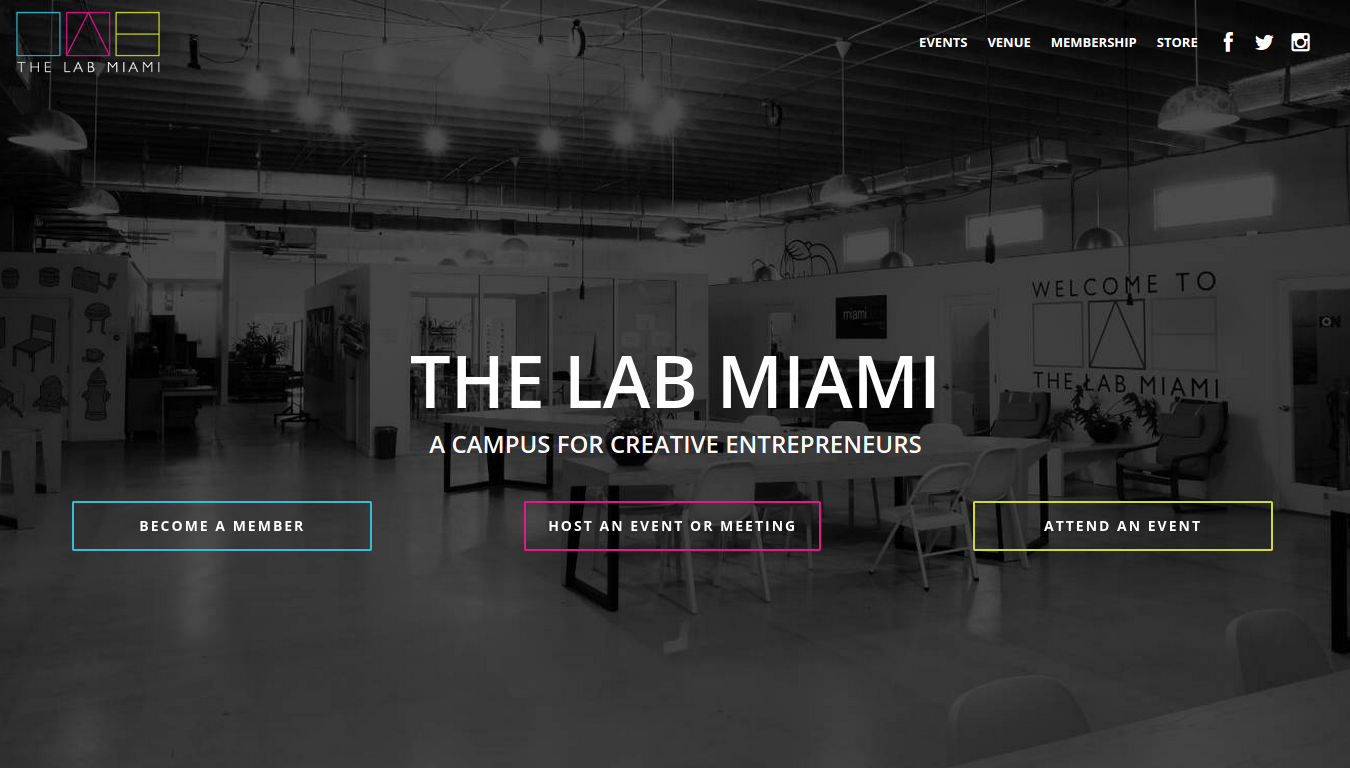 THE LAB MIAMI
EVENTS VENUE MEMBERSHIP STORE
WELCOME TO
miami
THE LAB MIAMI
THE LAB MIAMI
A CAMPUS FOR CREATIVE ENTREPRENEURS
BECOME A MEMBER
HOST AN EVENT OR MEETING
ATTEND AN EVENT